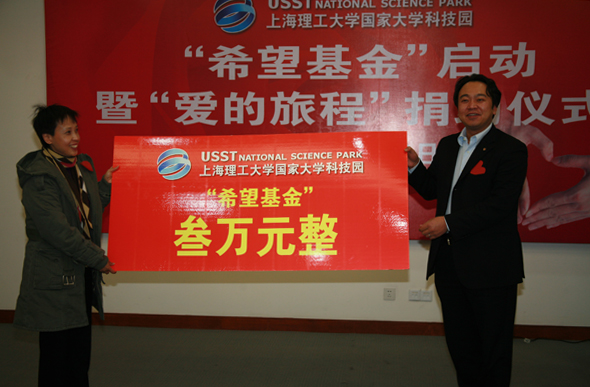 USST NATIONAL SCIENCE PARK
上海理工大学国家大学科技园
“希望基金”启动
暨“爱的旅程”捐 仪式
USST NATIONAL SCIENCE PARK
上海理工大学国家大学科技园
“希望基金”
叁万元整